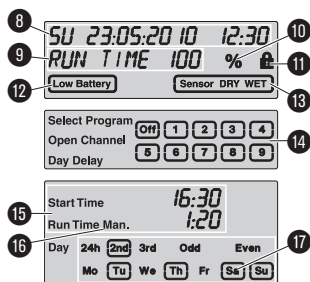 8 SU 23:05:20 10 12:30
9 RUN TIME 100 % 10
11
12 Low Battery Sensor DRY WET 13
Select Program Off 1 2 3 4
Open Channel 14
Day Delay 5 6 7 8 9
15 Start Time 16:30
Run Time Man. 1:20
16
Day 24h 2nd 3rd Odd Even 17
Mo Tu We Th Fr Sa Su